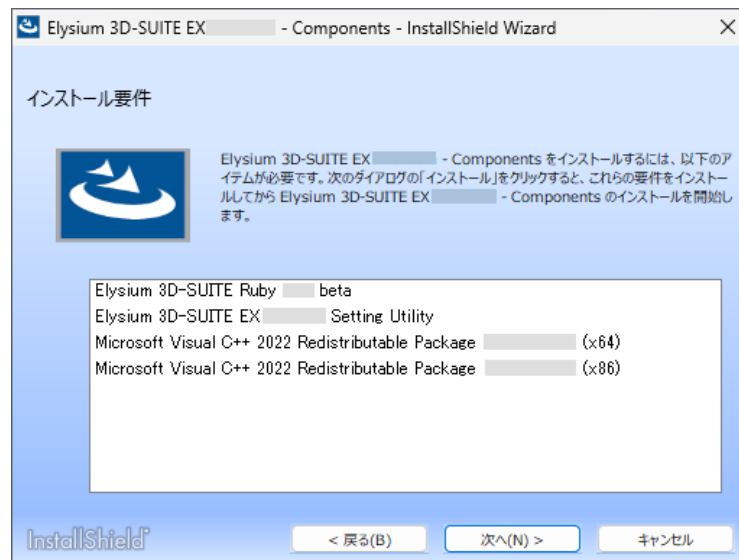 Elysium 3D-SUITE EX - Components - InstallShield Wizard
インストール要件
Elysium 3D-SUITE EX - Components をインストールするには、以下のア
イテムが必要です。次のダイアログの「インストール」をクリックすると、これらの要件をインストー
ルしてから Elysium 3D-SUITE EX - Components のインストールを開始し
ます。
Elysium 3D-SUITE Ruby beta
Elysium 3D-SUITE EX Setting Utility
Microsoft Visual C++ 2022 Redistributable Package (x64)
Microsoft Visual C++ 2022 Redistributable Package (x86)
InstallShield
< 戻る(B)
次へ(N) >
キャンセル